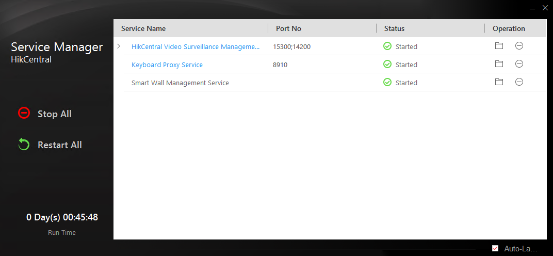 Service Manager
HikCentral
Stop All
Restart All
0 Day(s) 00:45:48
Run Time
Service Name Port No Status Operation
HikCentral Video Surveillance Manageme... 15300;14200 Started
Keyboard Proxy Service 8910 Started
Smart Wall Management Service Started
Auto-La...